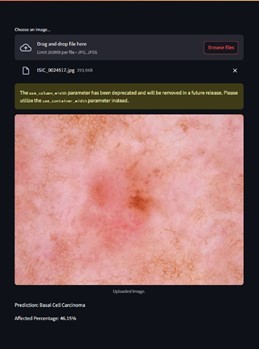 Choose an image...
Drag and drop file here
Limit 200MB per file • JPG, JPEG
Browse files
ISIC_0024517.jpg
The use_column_width parameter has been deprecated and will be removed in a future release. Please
utilize the use_container_width parameter instead.
Uploaded Image.
Prediction: Basal Cell Carcinoma
Affected Percentage: 46.15%